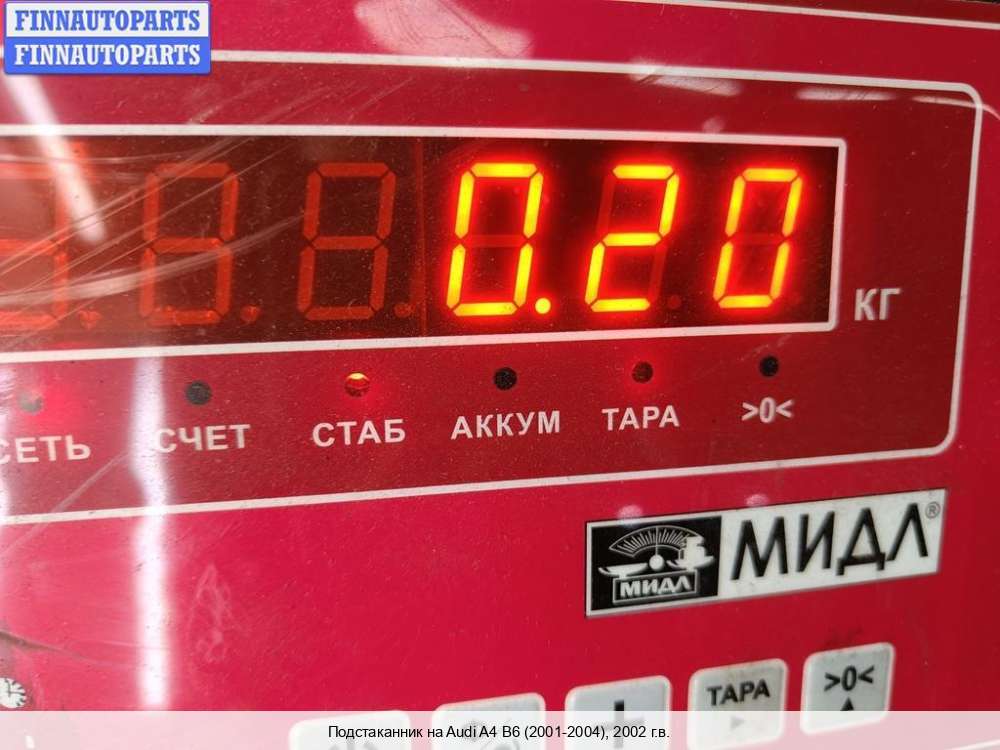 FINNAUTOPARTS
FINNAUTOPARTS
0.20
КГ
СЕТЬ СЧЕТ СТАБ АККУМ ТАРА >0<
МИДЛ МИДЛ®
ТАРА >0<
+
Подстаканник на Audi A4 B6 (2001-2004), 2002 г.в.